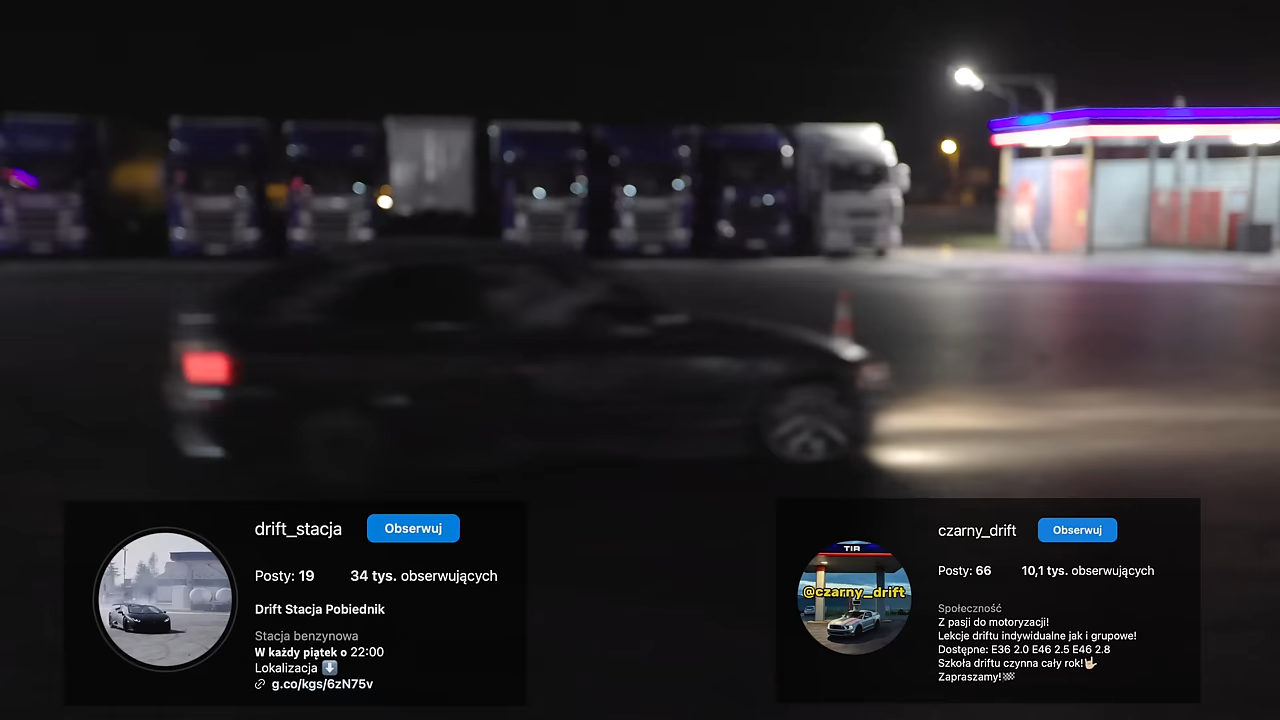 drift_stacja Obserwuj
Posty: 19 34 tys. obserwujących
Drift Stacja Pobiednik
Stacja benzynowa
W każdy piątek o 22:00
Lokalizacja ⬇️
g.co/kgs/6zN75v
TIR
@czarny_drift
czarny_drift Obserwuj
Posty: 66 10,1 tys. obserwujących
Społeczność
Z pasji do motoryzacji!
Lekcje driftu indywidualne jak i grupowe!
Dostępne: E36 2.0 E46 2.5 E46 2.8
Szkoła driftu czynna cały rok!🤟🏻
Zapraszamy!🏁